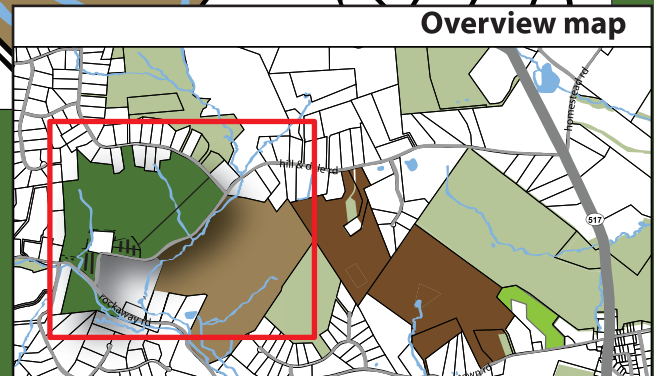 Overview map
homestead rd
hill & dale rd
517
rockaway rd